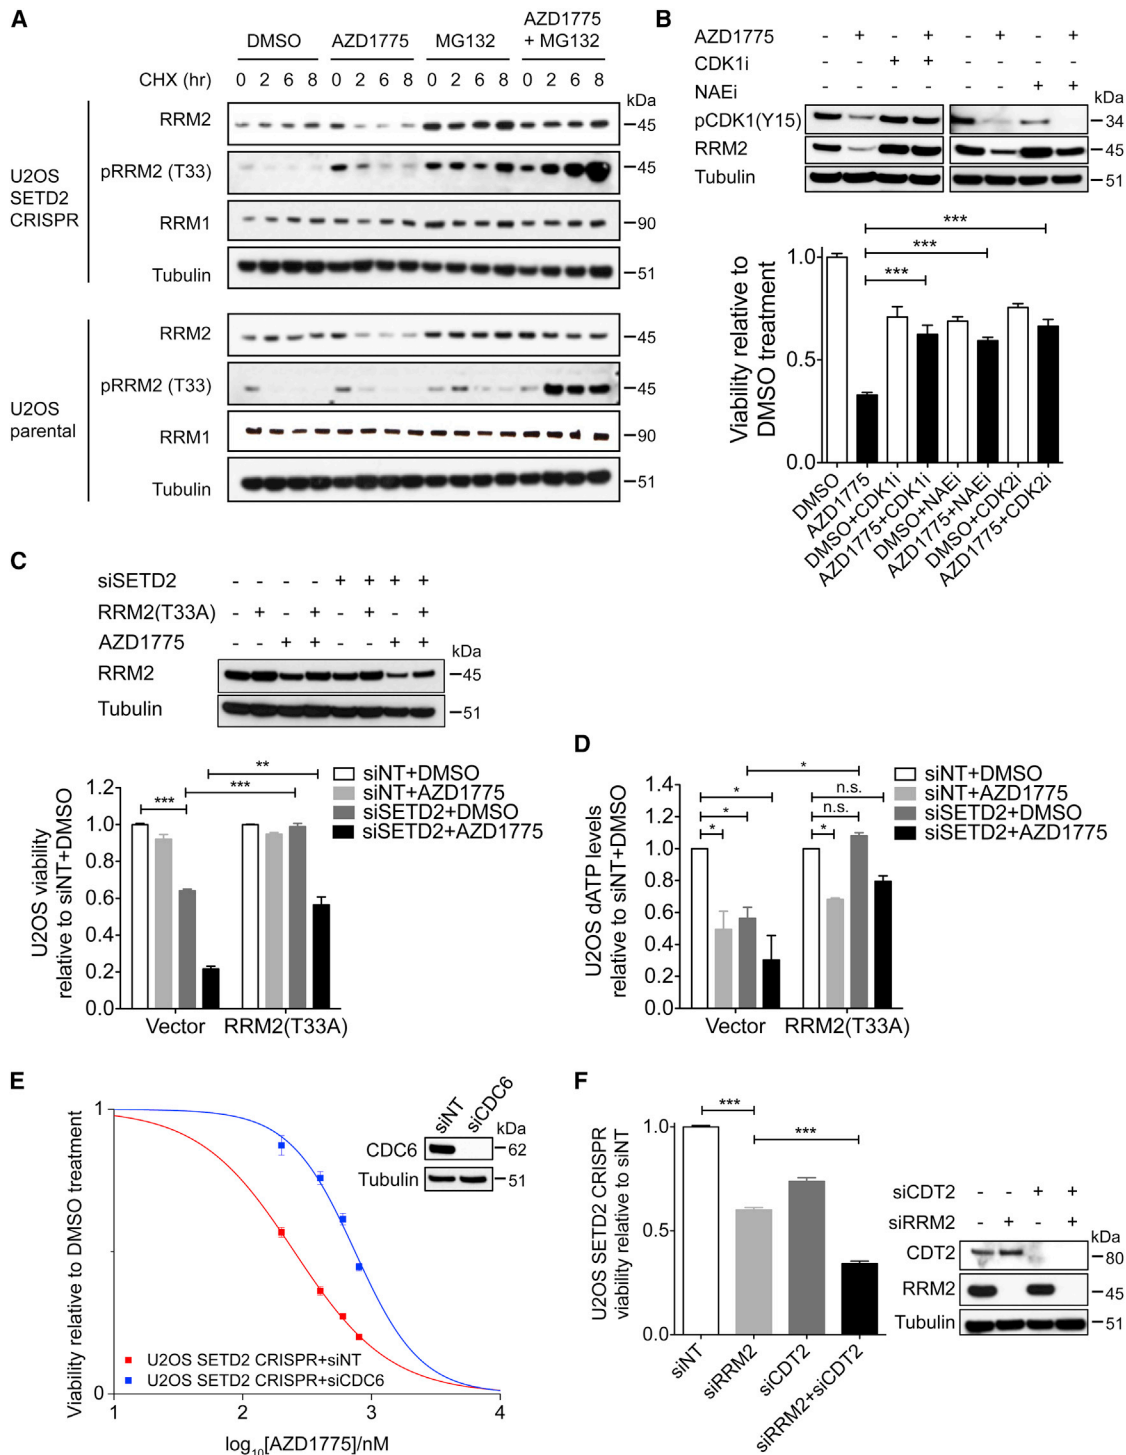 A
DMSO AZD1775 MG132 AZD1775 + MG132
CHX (hr) 0 2 6 8 0 2 6 8 0 2 6 8 0 2 6 8
kDa
U2OS SETD2 CRISPR
RRM2 45
pRRM2 (T33) 45
RRM1 90
Tubulin 51
U2OS parental
RRM2 45
pRRM2 (T33) 45
RRM1 90
Tubulin 51
B
AZD1775 - + - + - + - +
CDK1i - - + + - - - -
NAEi - - - - - - + +
kDa
pCDK1(Y15) 34
RRM2 45
Tubulin 51
***
***
***
Viability relative to DMSO treatment
1.0
0.5
0.0
DMSO
AZD1775
DMSO+CDK1i
AZD1775+CDK1i
DMSO+NAEi
AZD1775+NAEi
DMSO+CDK2i
AZD1775+CDK2i
C
siSETD2 - - - - + + + +
RRM2(T33A) - + - + - + - +
AZD1775 - - + + - - + +
kDa
RRM2 45
Tubulin 51
U2OS viability relative to siNT+DMSO
1.2
1.0
0.8
0.6
0.4
0.2
0.0
**
***
***
siNT+DMSO
siNT+AZD1775
siSETD2+DMSO
siSETD2+AZD1775
Vector RRM2(T33A)
D
U2OS dATP levels relative to siNT+DMSO
1.4
1.2
1.0
0.8
0.6
0.4
0.2
0.0
*
*
*
*
n.s.
n.s.
*
siNT+DMSO
siNT+AZD1775
siSETD2+DMSO
siSETD2+AZD1775
Vector RRM2(T33A)
E
Viability relative to DMSO treatment
1
0
siNT siCDC6
kDa
CDC6 62
Tubulin 51
U2OS SETD2 CRISPR+siNT
U2OS SETD2 CRISPR+siCDC6
1 2 3 4
log10[AZD1775]/nM
F
U2OS SETD2 CRISPR viability relative to siNT
1.0
0.5
0.0
***
***
siNT
siRRM2
siCDT2
siRRM2+siCDT2
siCDT2 - - + +
siRRM2 - + - +
kDa
CDT2 80
RRM2 45
Tubulin 51